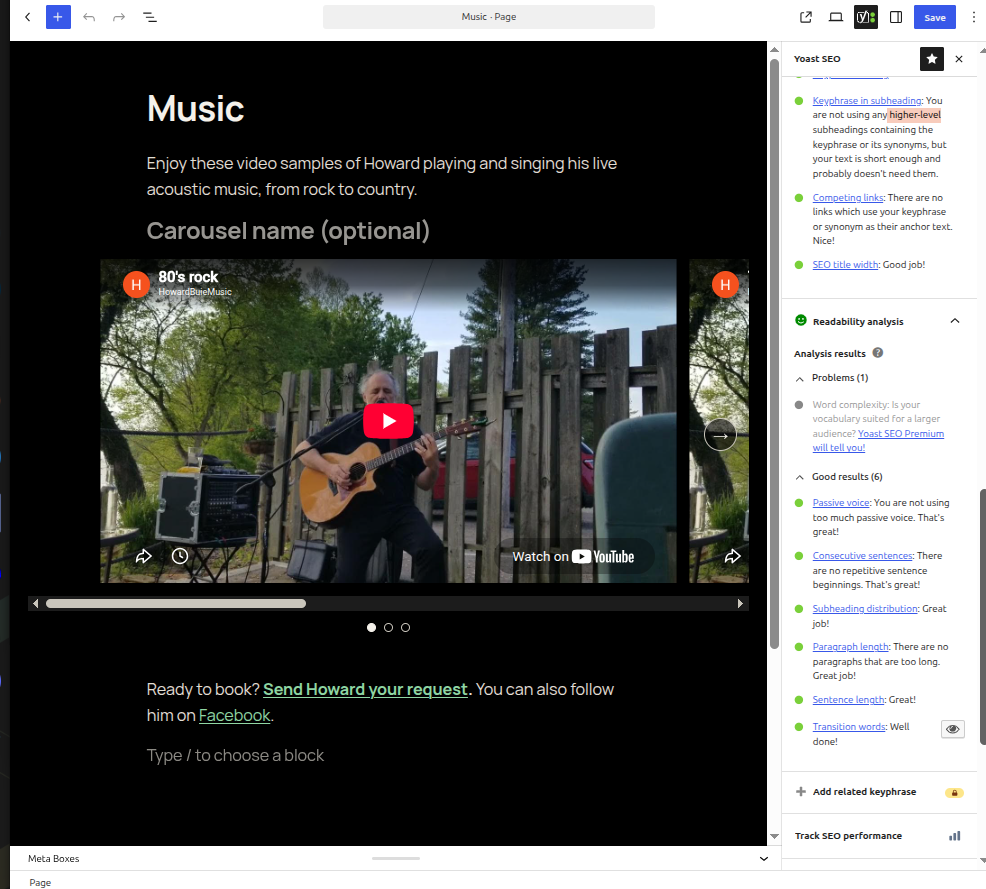 Music · Page
Save
Music
Enjoy these video samples of Howard playing and singing his live
acoustic music, from rock to country.
Carousel name (optional)
H
80's rock
HowardBuieMusic
H
Watch on YouTube
Ready to book? Send Howard your request. You can also follow
him on Facebook.
Type / to choose a block
Meta Boxes
Page
Yoast SEO
Keyphrase in subheading: You
are not using any higher-level
subheadings containing the
keyphrase or its synonyms, but
your text is short enough and
probably doesn't need them.
Competing links: There are no
links which use your keyphrase
or synonym as their anchor text.
Nice!
SEO title width: Good job!
Readability analysis
Analysis results
Problems (1)
Word complexity: Is your
vocabulary suited for a larger
audience? Yoast SEO Premium
will tell you!
Good results (6)
Passive voice: You are not using
too much passive voice. That's
great!
Consecutive sentences: There
are no repetitive sentence
beginnings. That's great!
Subheading distribution: Great
job!
Paragraph length: There are no
paragraphs that are too long.
Great job!
Sentence length: Great!
Transition words: Well
done!
Add related keyphrase
Track SEO performance